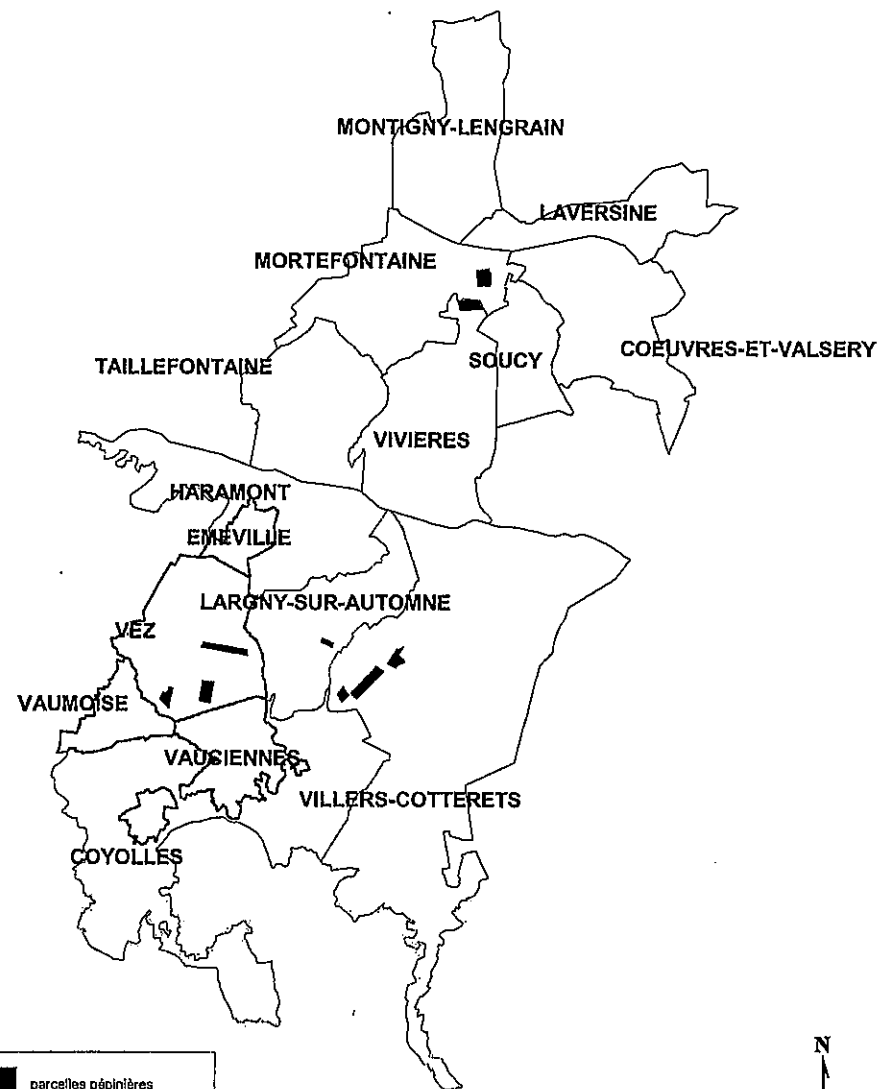 MONTIGNY-LENGRAIN
LAVERSINE
MORTEFONTAINE
COEUVRES-ET-VALSERY
SOUCY
TAILLEFONTAINE
VIVIERES
HARAMONT
EMEVILLE
LARGNY-SUR-AUTOMNE
VEZ
VAUMOISE
VAUCIENNES
VILLERS-COTTERETS
COYOLLES
N
parcelles pépinières